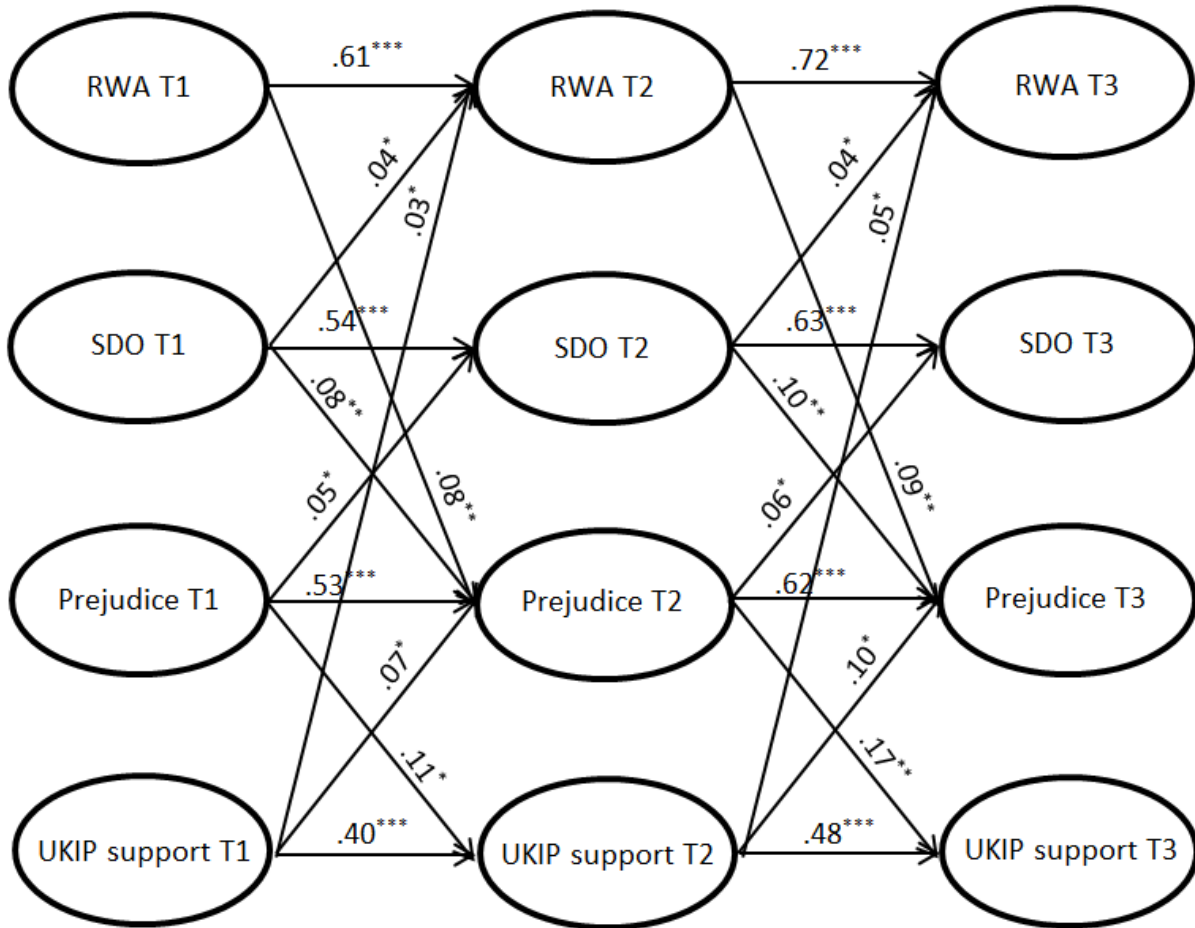 RWA T1
.61***
RWA T2
.72***
RWA T3
.04*
.03*
.04*
.05*
SDO T1
.54***
SDO T2
.63***
SDO T3
.08**
.10**
.05*
.08**
.06*
.09**
Prejudice T1
.53***
Prejudice T2
.62***
Prejudice T3
.07*
.10*
.11*
.17**
UKIP support T1
.40***
UKIP support T2
.48***
UKIP support T3